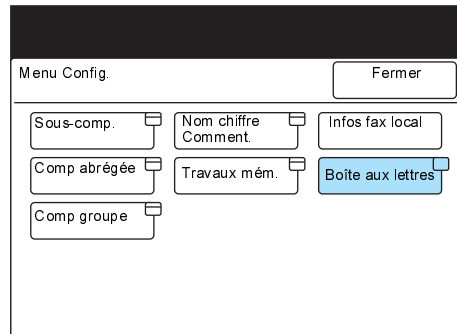 Menu Config.
Fermer
Sous-comp.
Nom chiffre
Comment.
Infos fax local
Comp abrégée
Travaux mém.
Boîte aux lettres
Comp groupe